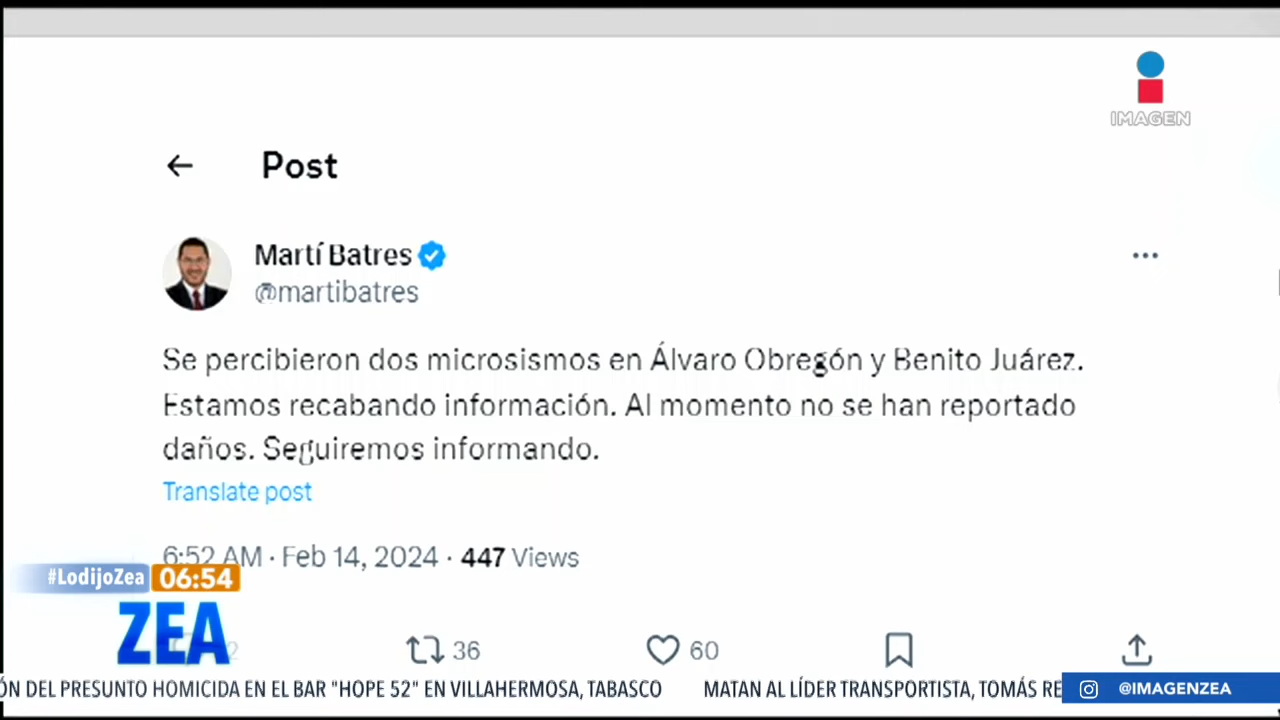 IMAGEN
Post
Martí Batres
@martibatres
Se percibieron dos microsismos en Álvaro Obregón y Benito Juárez.
Estamos recabando información. Al momento no se han reportado
daños. Seguiremos informando.
Translate post
6:52 AM · Feb 14, 2024 · 447 Views
#LodijoZea 06:54
ZEA
36 60
ÓN DEL PRESUNTO HOMICIDA EN EL BAR "HOPE 52" EN VILLAHERMOSA, TABASCO MATAN AL LÍDER TRANSPORTISTA, TOMÁS RE
@IMAGENZEA